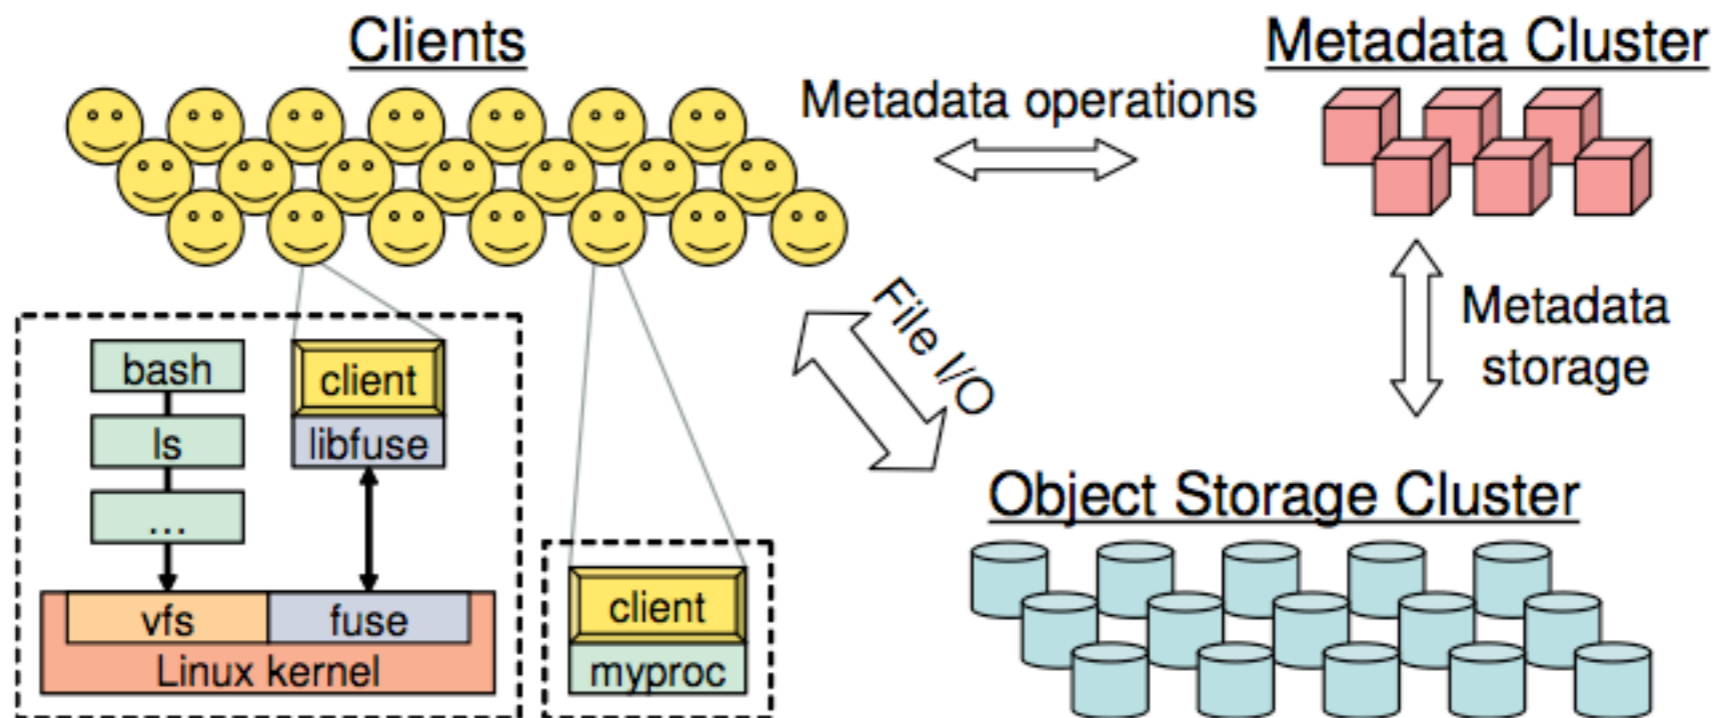 Clients
Metadata Cluster
Metadata operations
File I/O
Metadata
storage
bash
client
ls
libfuse
...
vfs
fuse
Linux kernel
client
myproc
Object Storage Cluster